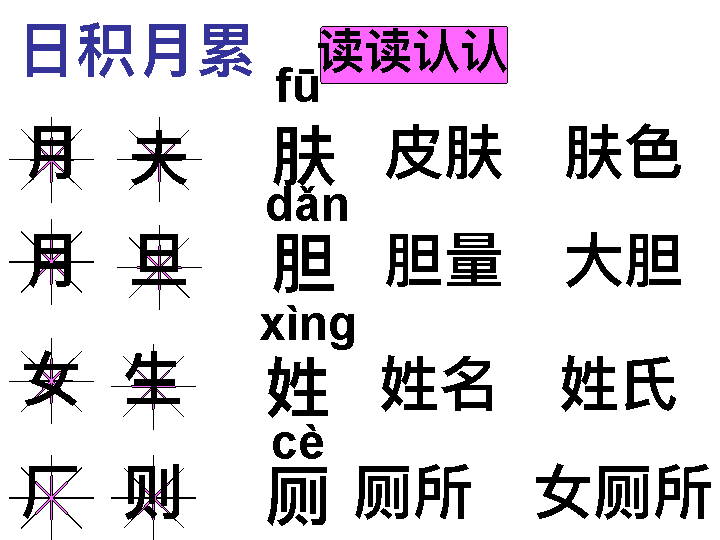 日积月累 读读认认
fū
月 夫 肤 皮肤 肤色
dǎn
月 旦 胆 胆量 大胆
xìng
女 生 姓 姓名 姓氏
cè
厂 则 厕 厕所 女厕所